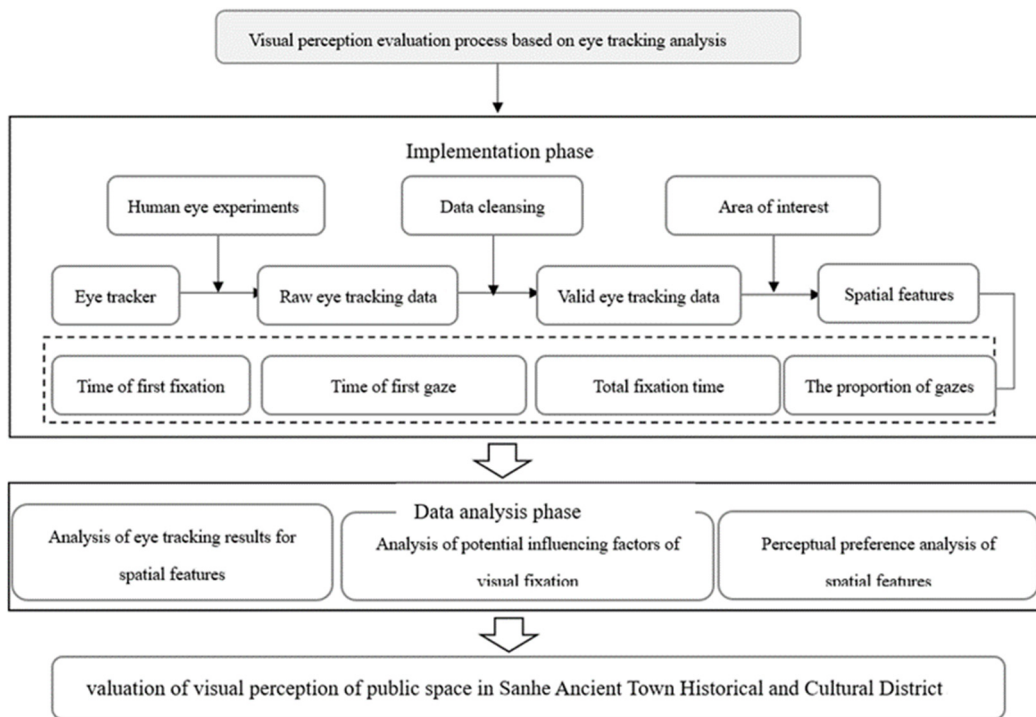 Visual perception evaluation process based on eye tracking analysis
Implementation phase
Human eye experiments
Data cleansing
Area of interest
Eye tracker
Raw eye tracking data
Valid eye tracking data
Spatial features
Time of first fixation
Time of first gaze
Total fixation time
The proportion of gazes
Data analysis phase
Analysis of eye tracking results for
spatial features
Analysis of potential influencing factors of
visual fixation
Perceptual preference analysis of
spatial features
valuation of visual perception of public space in Sanhe Ancient Town Historical and Cultural District